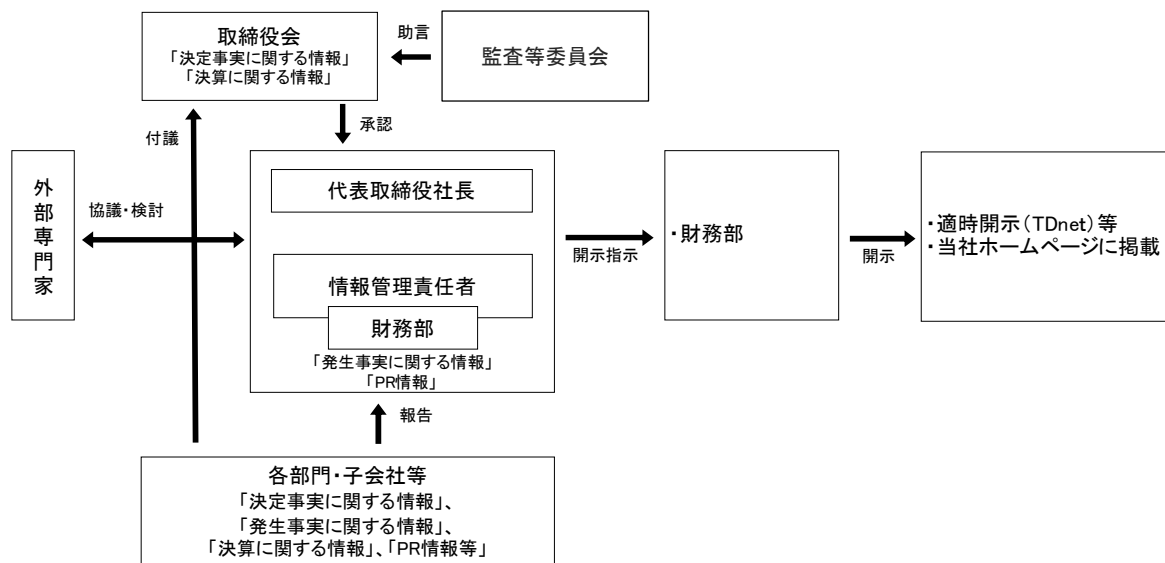 取締役会
「決定事実に関する情報」
「決算に関する情報」
助言
監査等委員会
付議
承認
外部専門家
協議・検討
代表取締役社長
情報管理責任者
財務部
「発生事実に関する情報」
「PR情報」
開示指示
・財務部
開示
・適時開示（TDnet）等
・当社ホームページに掲載
報告
各部門・子会社等
「決定事実に関する情報」、
「発生事実に関する情報」、
「決算に関する情報」、「PR情報等」